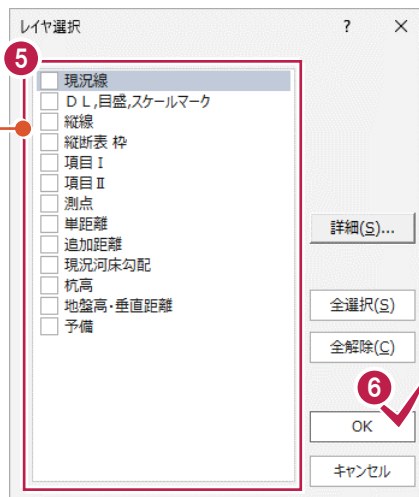 レイヤ選択
?
×
5
現況線
ＤＬ,目盛,スケールマーク
縦線
縦断表 枠
項目Ⅰ
項目Ⅱ
測点
単距離
追加距離
現況河床勾配
杭高
地盤高・垂直距離
予備
詳細(S)...
全選択(S)
全解除(C)
6
OK
キャンセル